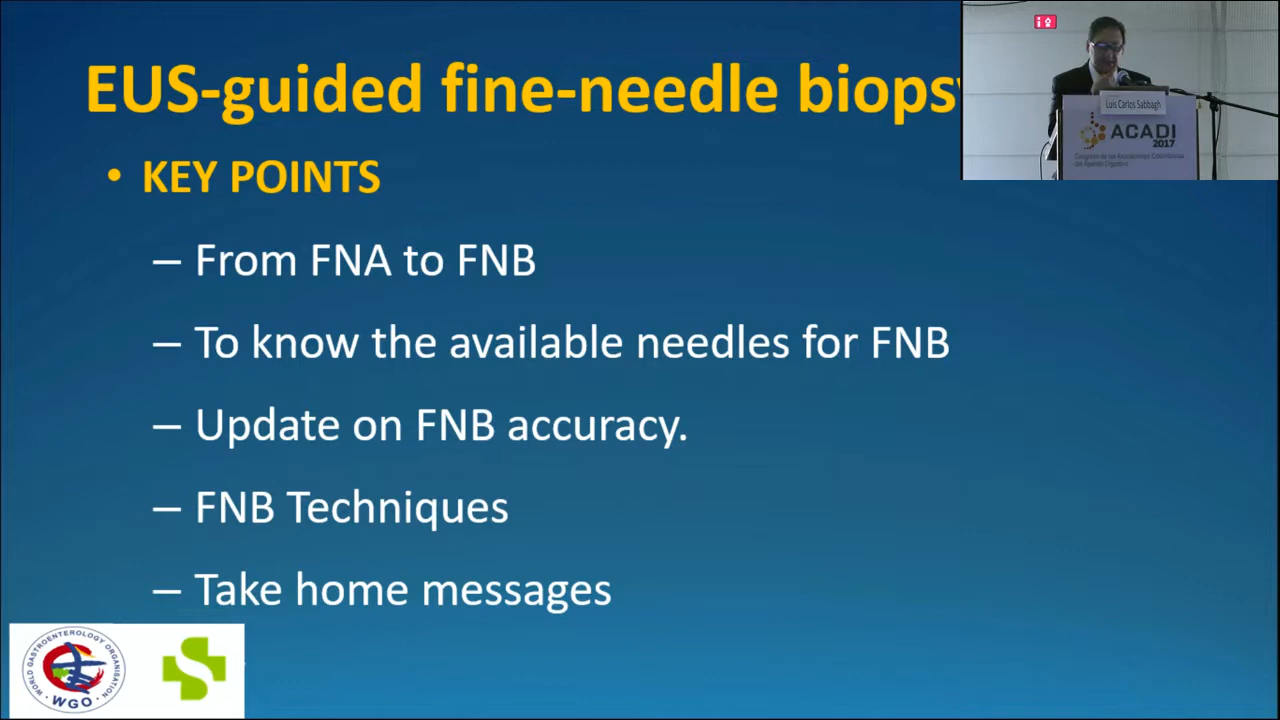 EUS-guided fine-needle biopsy
• KEY POINTS
– From FNA to FNB
– To know the available needles for FNB
– Update on FNB accuracy.
– FNB Techniques
– Take home messages
Luis Carlos Sabbagh
ACADI
2017
Congreso de las Asociaciones Colombianas
del Aparato Digestivo
WORLD GASTROENTEROLOGY ORGANISATION
· WGO ·